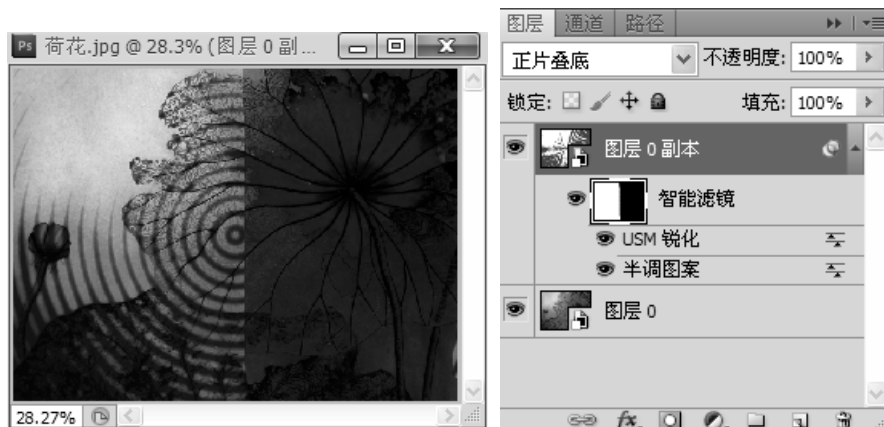 Ps 荷花.jpg @ 28.3% (图层 0 副...
28.27%
图层 通道 路径
正片叠底 不透明度: 100%
锁定: 填充: 100%
图层 0 副本
智能滤镜
USM 锐化
半调图案
图层 0
fx.